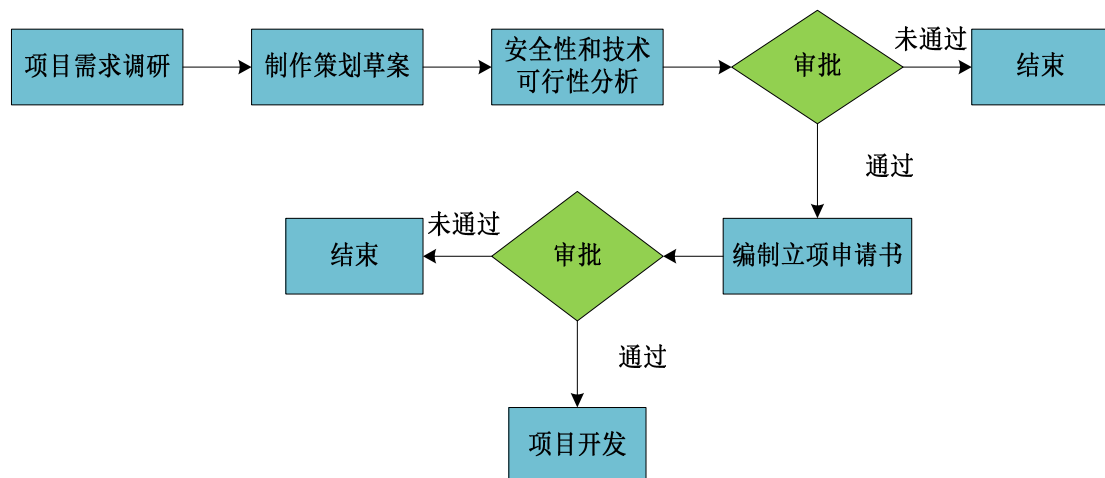 项目需求调研
制作策划草案
安全性和技术
可行性分析
审批
未通过
结束
通过
编制立项申请书
审批
未通过
结束
通过
项目开发